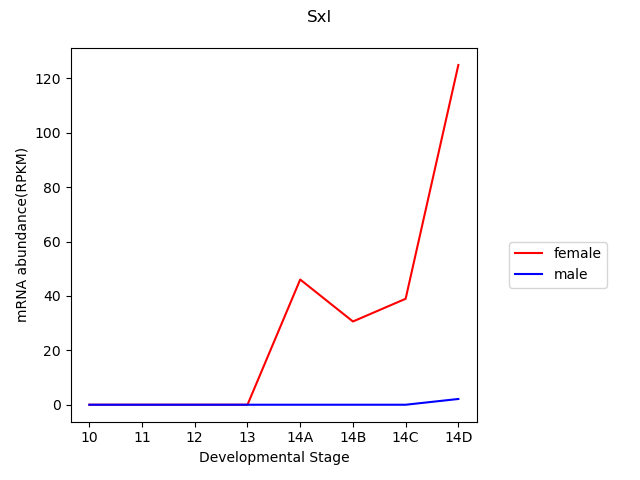 Sxl
120
100
80
60
40
20
0
mRNA abundance(RPKM)
10 11 12 13 14A 14B 14C 14D
Developmental Stage
female
male